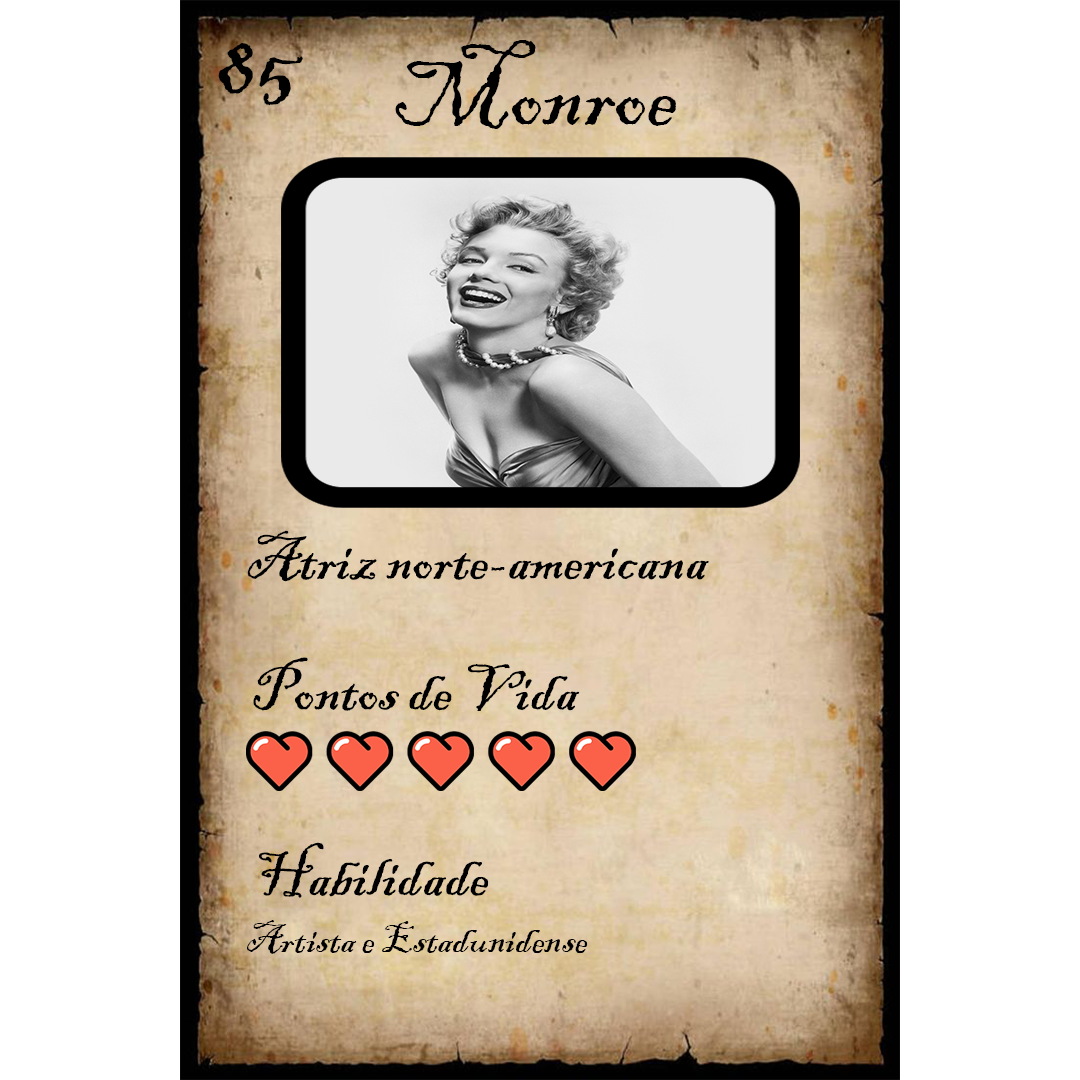 85
Monroe
Atriz norte-americana
Pontos de Vida
Habilidade
Artista e Estadunidense